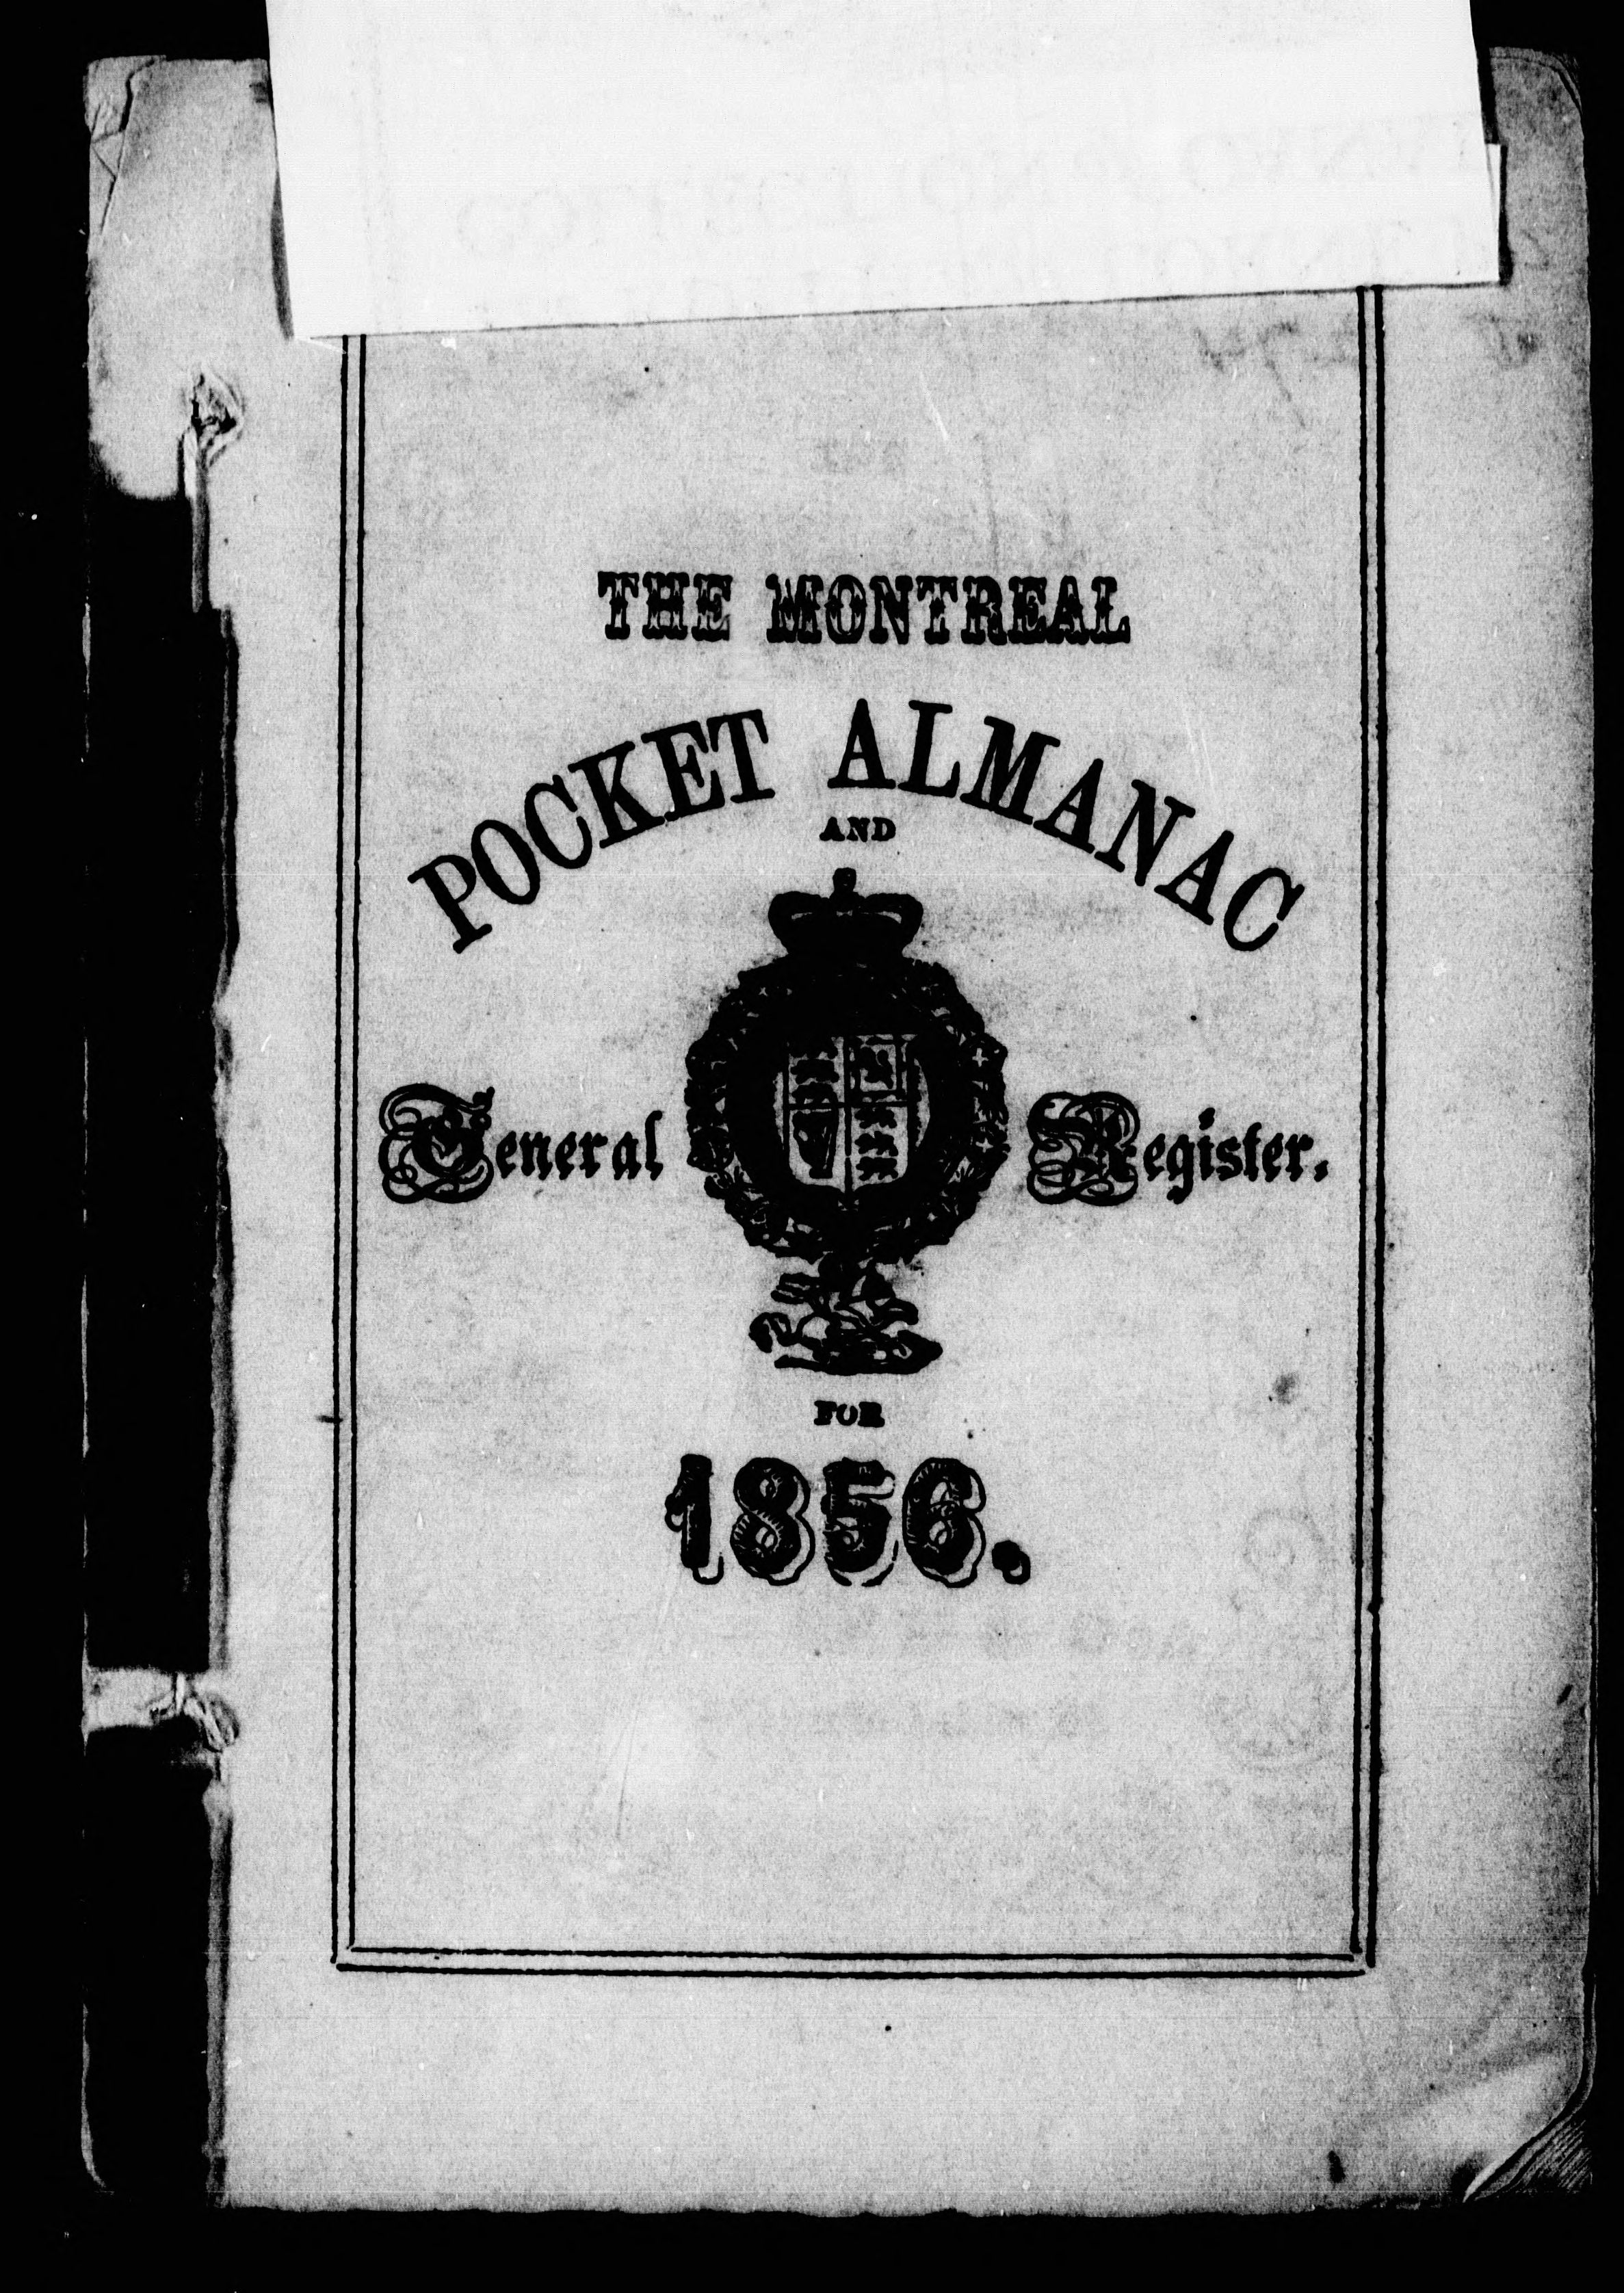 THE MONTREAL
POCKET ALMANAC
AND
General Register.
FOR
1856.